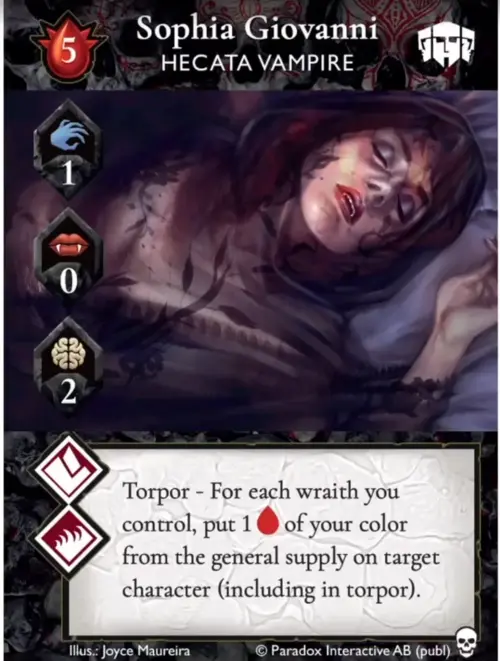 5
Sophia Giovanni
HECATA VAMPIRE
1
0
2
Torpor - For each wraith you
control, put 1 of your color
from the general supply on target
character (including in torpor).
Illus.: Joyce Maureira © Paradox Interactive AB (publ)